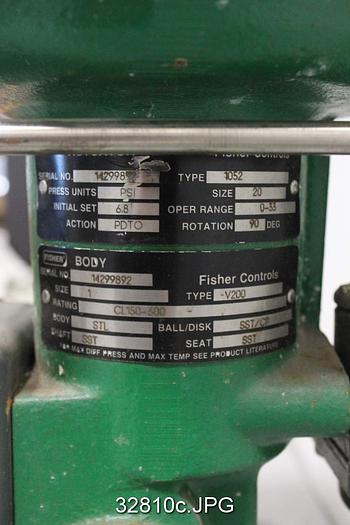 Fisher Controls
SERIAL NO. 14299892 TYPE 1052
PRESS UNITS PSI SIZE 20
INITIAL SET 6.8 OPER RANGE 0-33
ACTION PDTO ROTATION 90 DEG
FISHER BODY
SERIAL NO. 14299892 Fisher Controls
SIZE 1 TYPE -V200
RATING CL150-600
BODY STL BALL/DISK SST/CP
SHAFT SST SEAT SST
FOR MAX DIFF PRESS AND MAX TEMP SEE PRODUCT LITERATURE
32810c.JPG